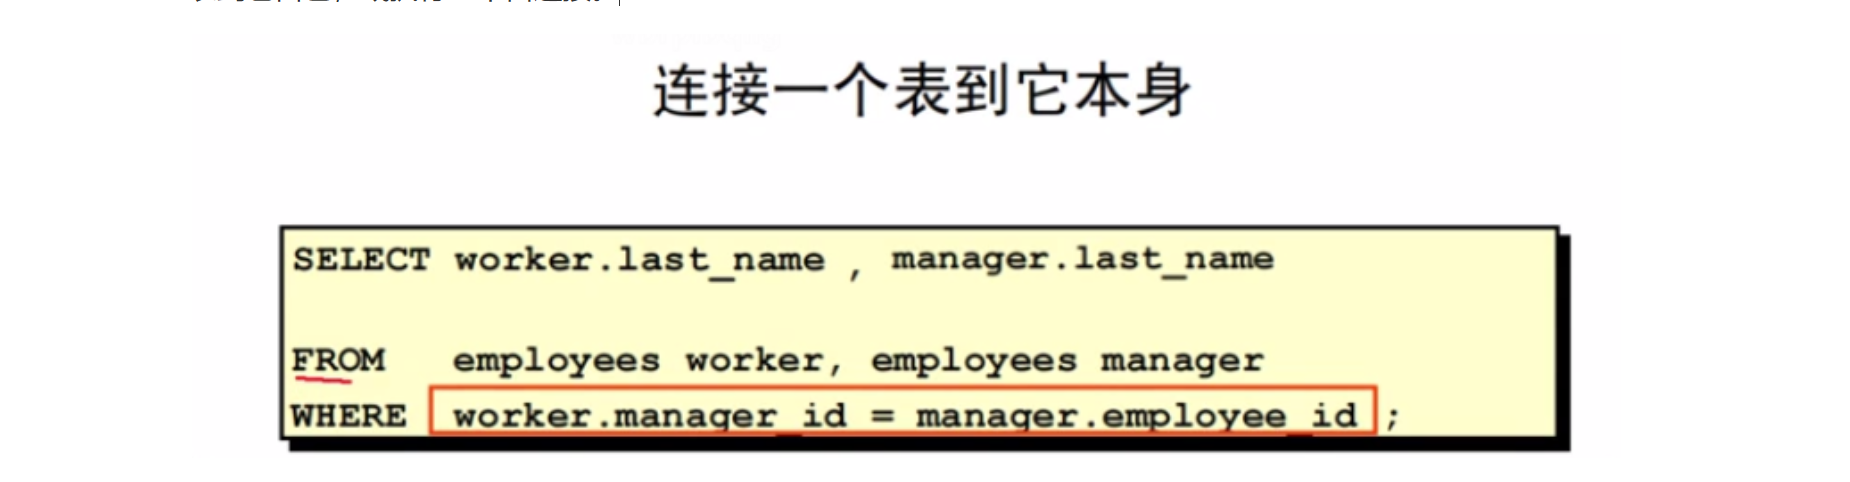 连接一个表到它本身
SELECT worker.last_name , manager.last_name
FROM employees worker, employees manager
WHERE worker.manager_id = manager.employee_id ;